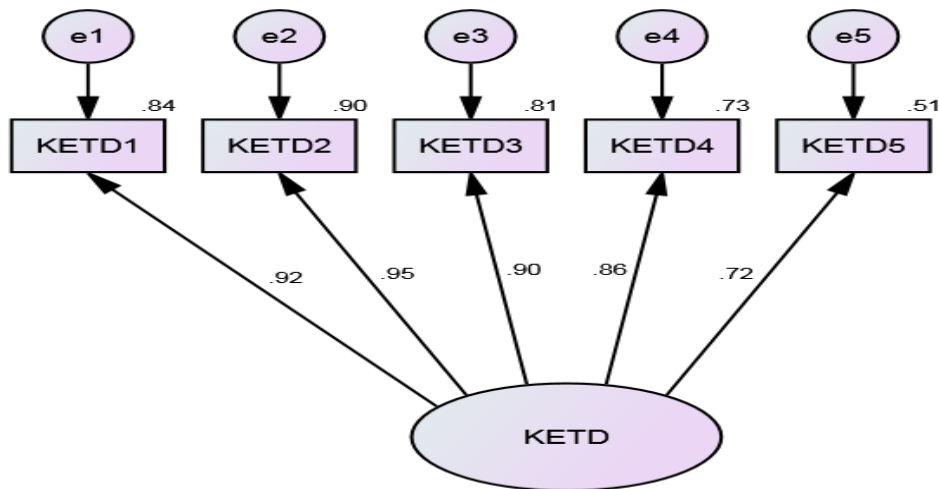 e1 e2 e3 e4 e5
.84 .90 .81 .73 .51
KETD1 KETD2 KETD3 KETD4 KETD5
.92 .95 .90 .86 .72
KETD